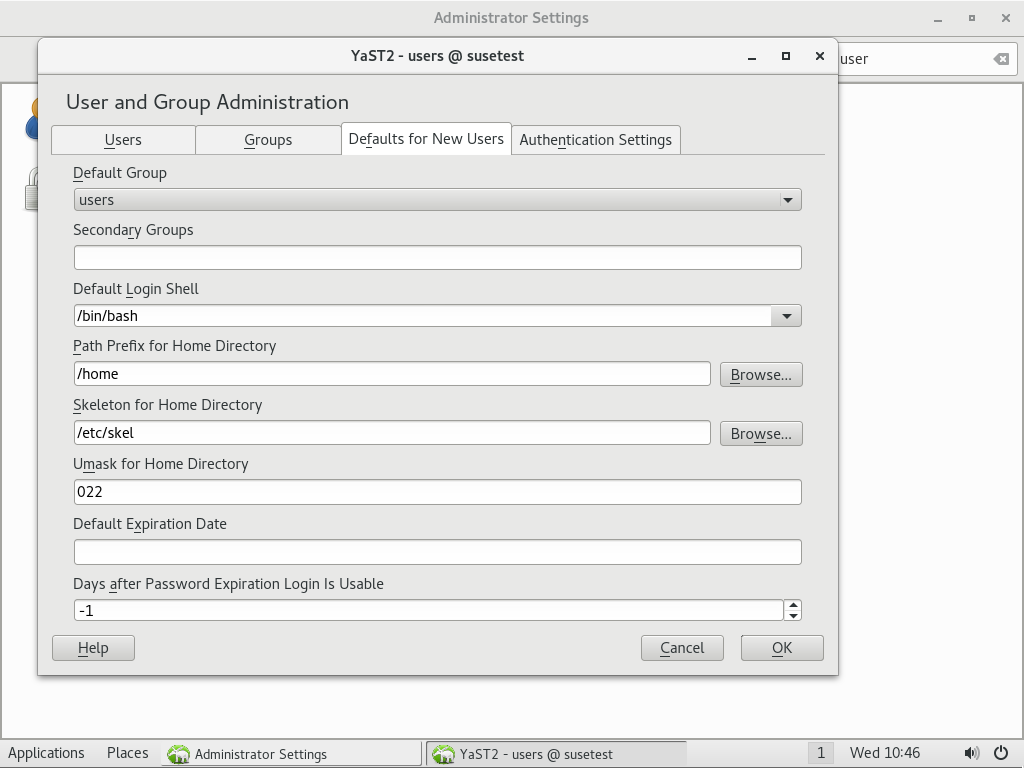 Administrator Settings
YaST2 - users @ susetest
user
User and Group Administration
Users
Groups
Defaults for New Users
Authentication Settings
Default Group
users
Secondary Groups
Default Login Shell
/bin/bash
Path Prefix for Home Directory
/home
Browse...
Skeleton for Home Directory
/etc/skel
Browse...
Umask for Home Directory
022
Default Expiration Date
Days after Password Expiration Login Is Usable
-1
Help
Cancel
OK
Applications
Places
Administrator Settings
YaST2 - users @ susetest
1
Wed 10:46